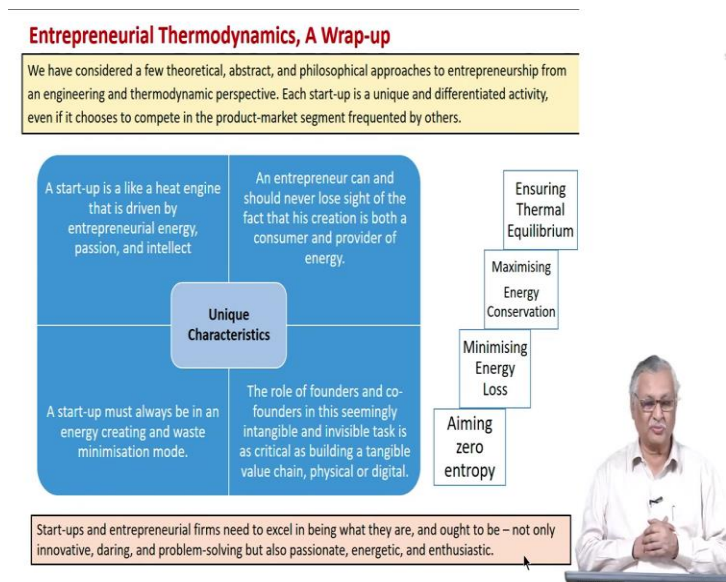 Entrepreneurial Thermodynamics, A Wrap-up
We have considered a few theoretical, abstract, and philosophical approaches to entrepreneurship from
an engineering and thermodynamic perspective. Each start-up is a unique and differentiated activity,
even if it chooses to compete in the product-market segment frequented by others.
A start-up is a like a heat engine
that is driven by
entrepreneurial energy,
passion, and intellect
An entrepreneur can and
should never lose sight of the
fact that his creation is both a
consumer and provider of
energy.
Unique
Characteristics
A start-up must always be in an
energy creating and waste
minimisation mode.
The role of founders and co-
founders in this seemingly
intangible and invisible task is
as critical as building a tangible
value chain, physical or digital.
Ensuring
Thermal
Equilibrium
Maximising
Energy
Conservation
Minimising
Energy
Loss
Aiming
zero
entropy
Start-ups and entrepreneurial firms need to excel in being what they are, and ought to be – not only
innovative, daring, and problem-solving but also passionate, energetic, and enthusiastic.